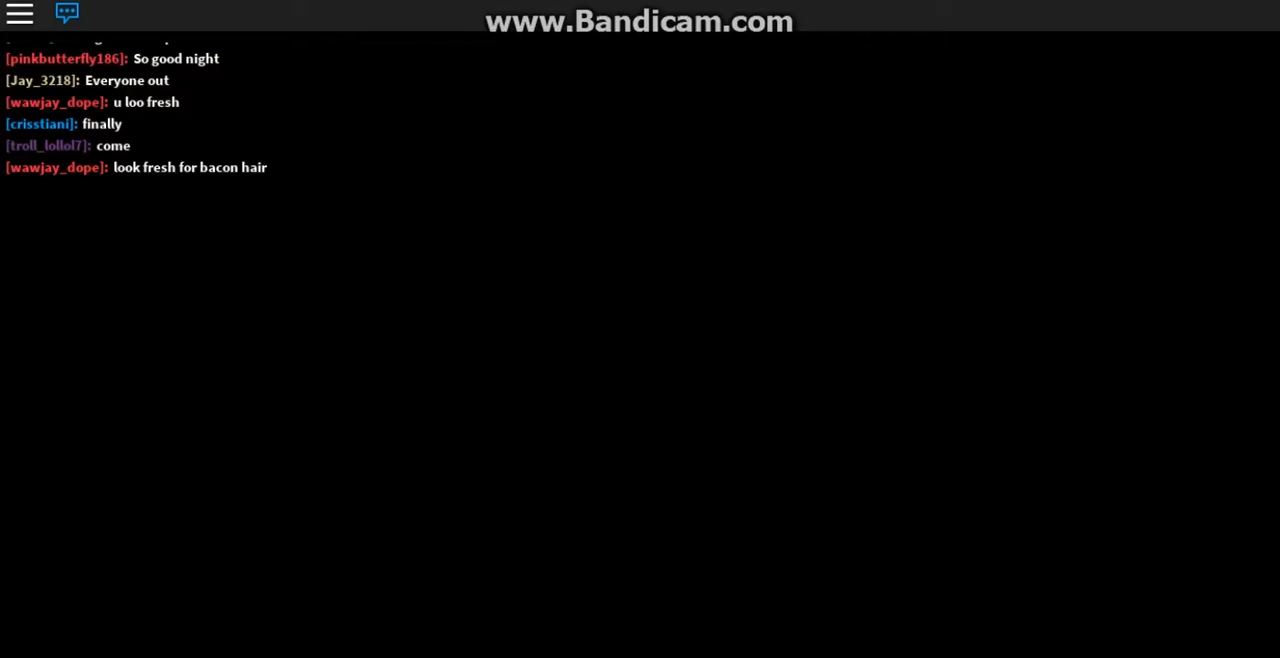 www.Bandicam.com
[pinkbutterfly186]: So good night
[Jay_3218]: Everyone out
[wawjay_dope]: u loo fresh
[crisstiani]: finally
[troll_lollol7]: come
[wawjay_dope]: look fresh for bacon hair